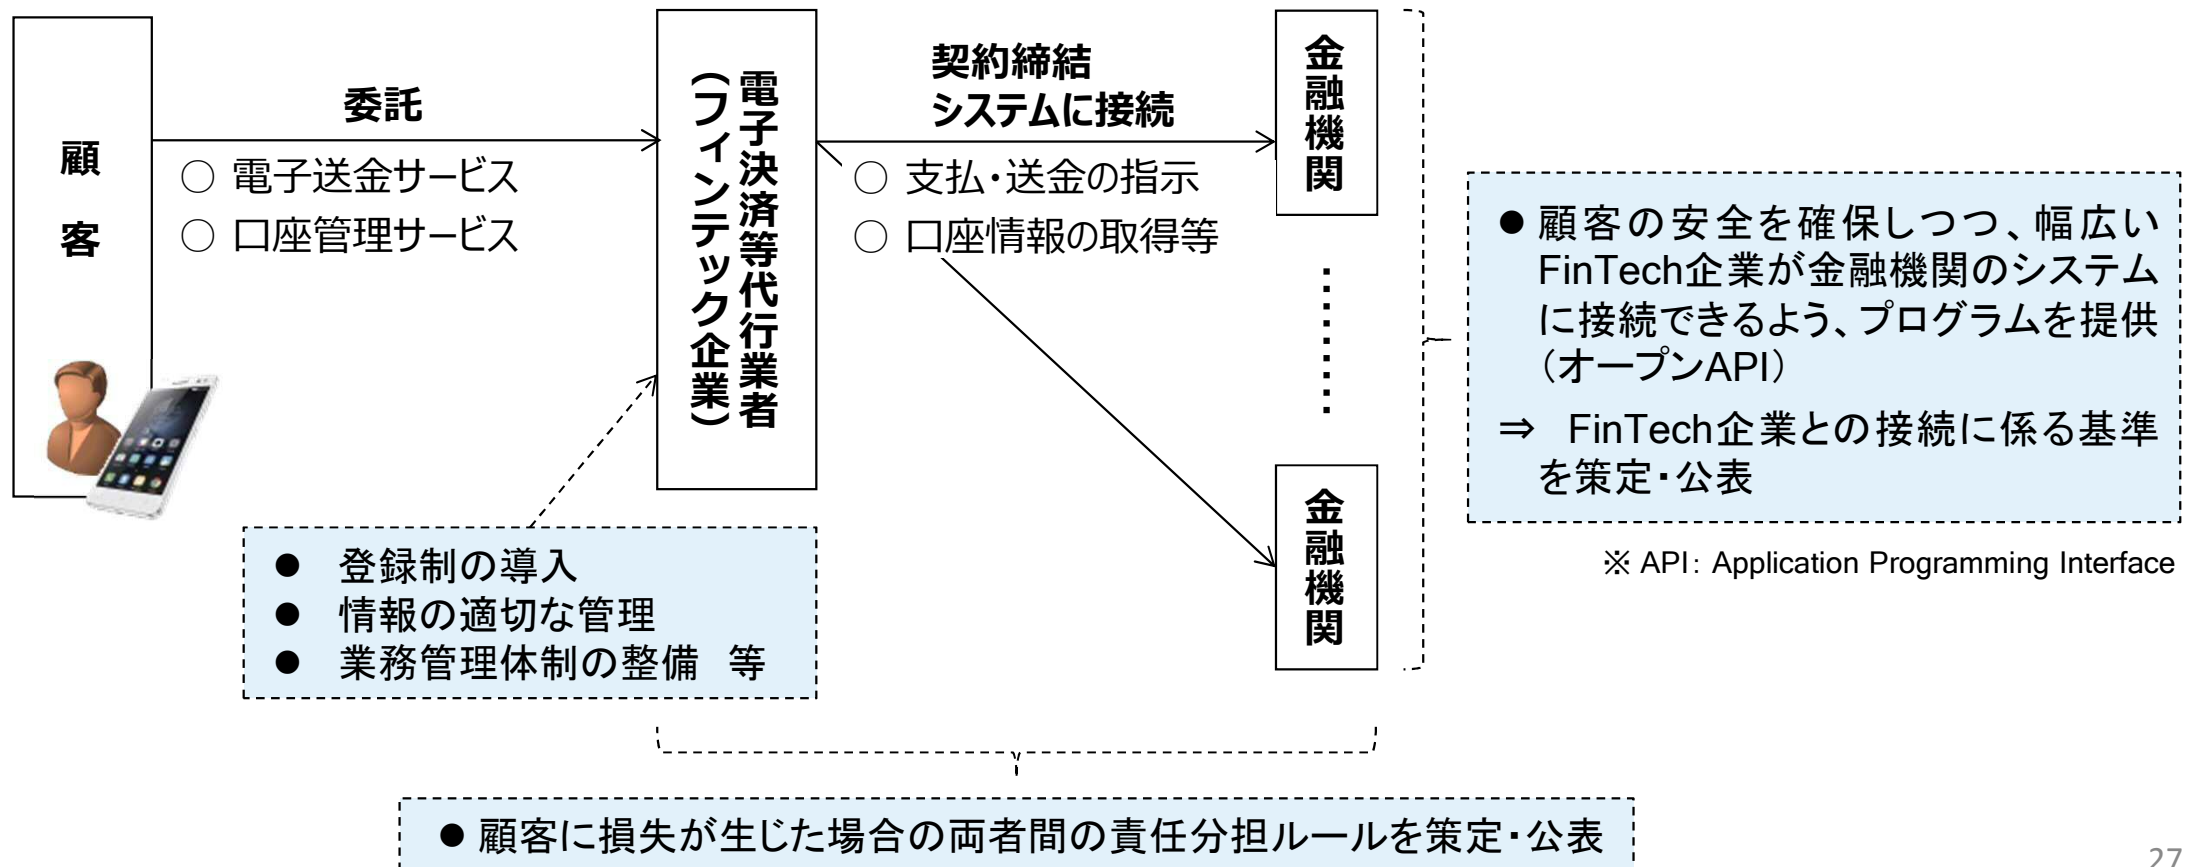 顧客
委託
○ 電子送金サービス
○ 口座管理サービス
電子決済等代行業者
(フィンテック企業)
契約締結
システムに接続
○ 支払・送金の指示
○ 口座情報の取得等
金融機関
金融機関
● 顧客の安全を確保しつつ、幅広い
FinTech企業が金融機関のシステム
に接続できるよう、プログラムを提供
(オープンAPI)
⇒ FinTech企業との接続に係る基準
を策定・公表
※ API: Application Programming Interface
● 登録制の導入
● 情報の適切な管理
● 業務管理体制の整備 等
● 顧客に損失が生じた場合の両者間の責任分担ルールを策定・公表
27